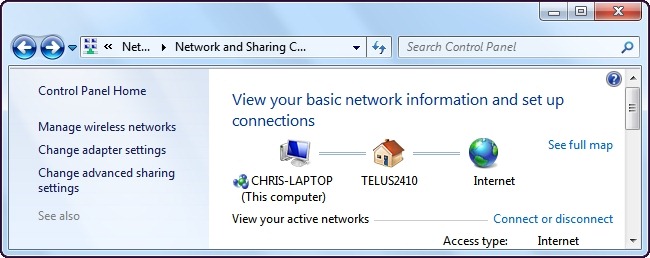 « Net... Network and Sharing C... Search Control Panel
Control Panel Home
Manage wireless networks
Change adapter settings
Change advanced sharing
settings
See also
View your basic network information and set up
connections
See full map
CHRIS-LAPTOP
(This computer)
TELUS2410
Internet
View your active networks
Connect or disconnect
Access type: Internet